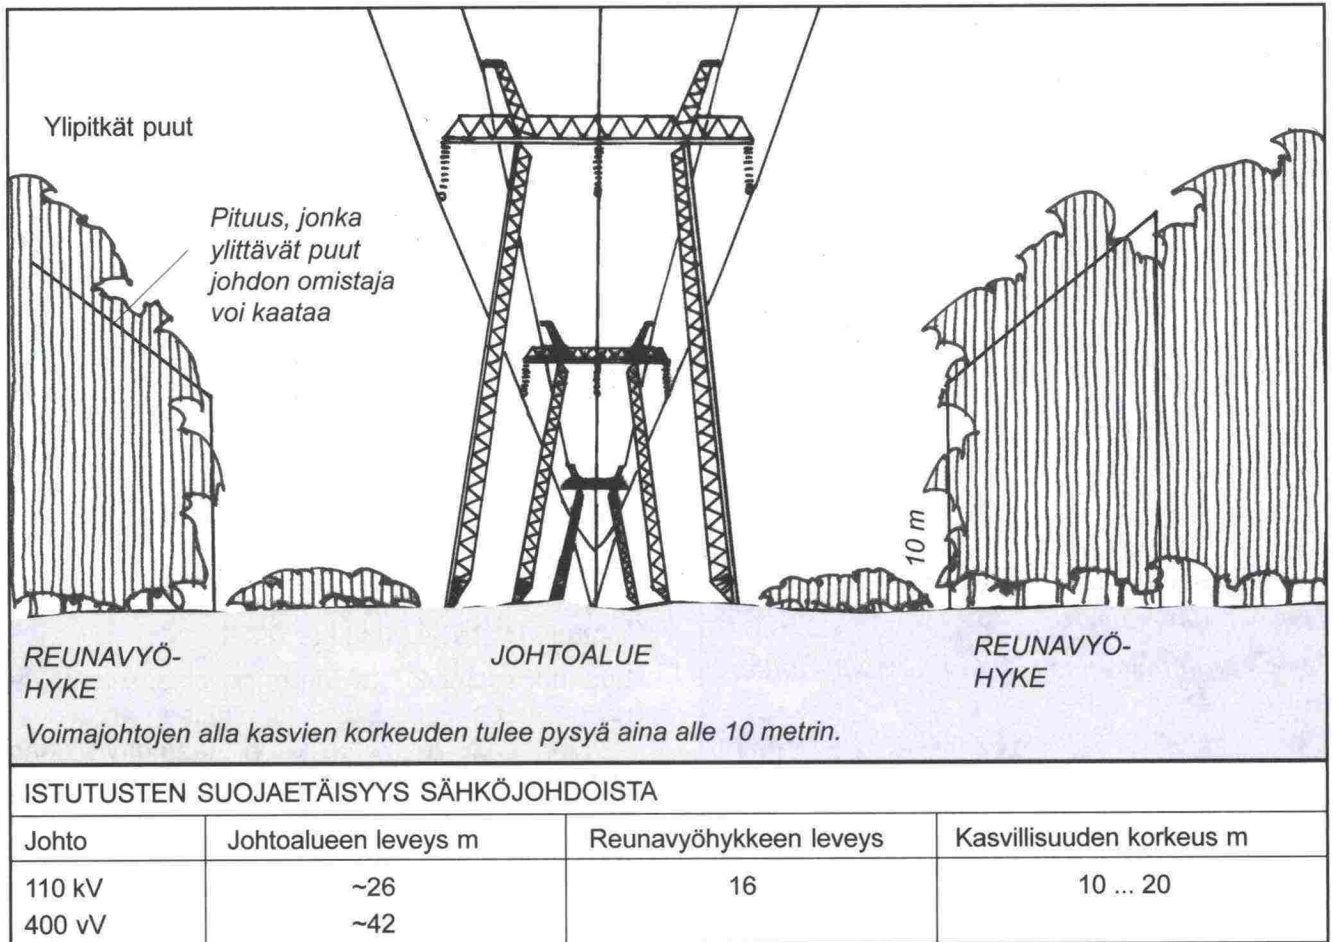 Ylipitkät puut
Pituus, jonka
ylittävät puut
johdon omistaja
voi kaataa
10 m
REUNAVYÖ-
HYKE
JOHTOALUE
REUNAVYÖ-
HYKE
Voimajohtojen alla kasvien korkeuden tulee pysyä aina alle 10 metrin.
ISTUTUSTEN SUOJAETÄISYYS SÄHKÖJOHDOISTA
Johto Johtoalueen leveys m Reunavyöhykkeen leveys Kasvillisuuden korkeus m
110 kV ~26 16 10 ... 20
400 vV ~42